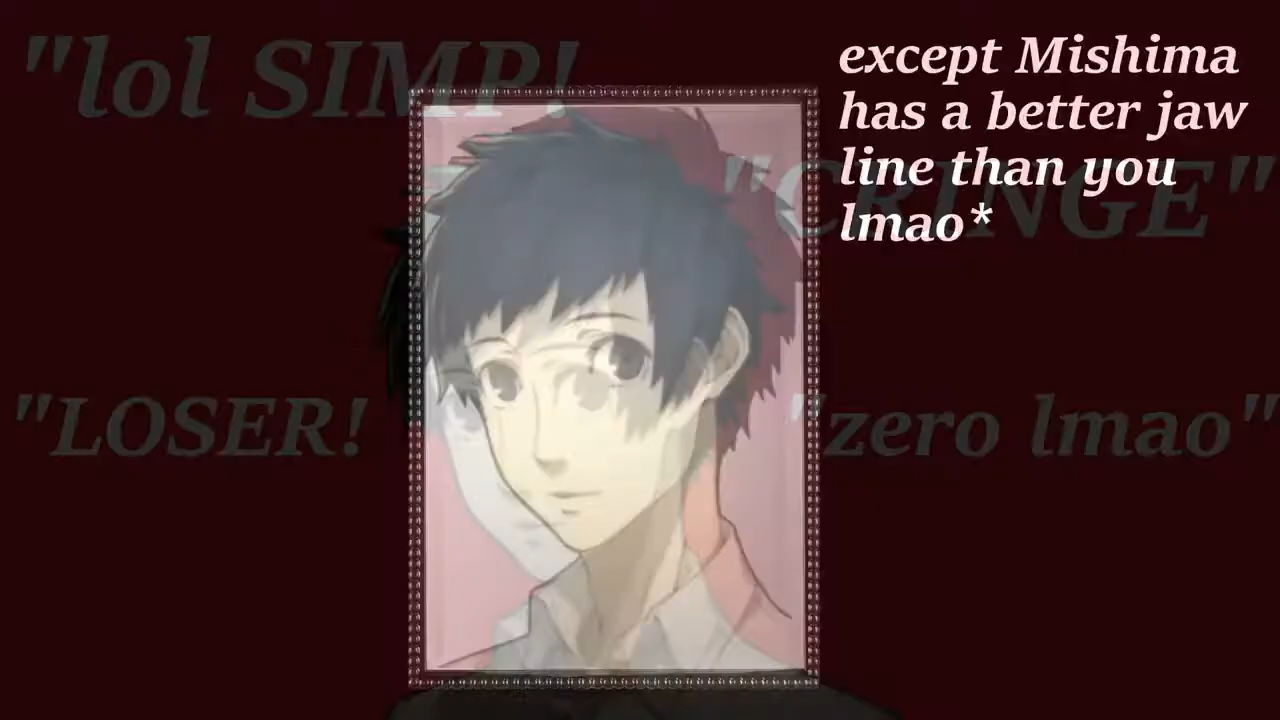 "lol SIMP!
except Mishima
has a better jaw
line than you
lmao*
"CRINGE"
"LOSER!
"zero lmao"